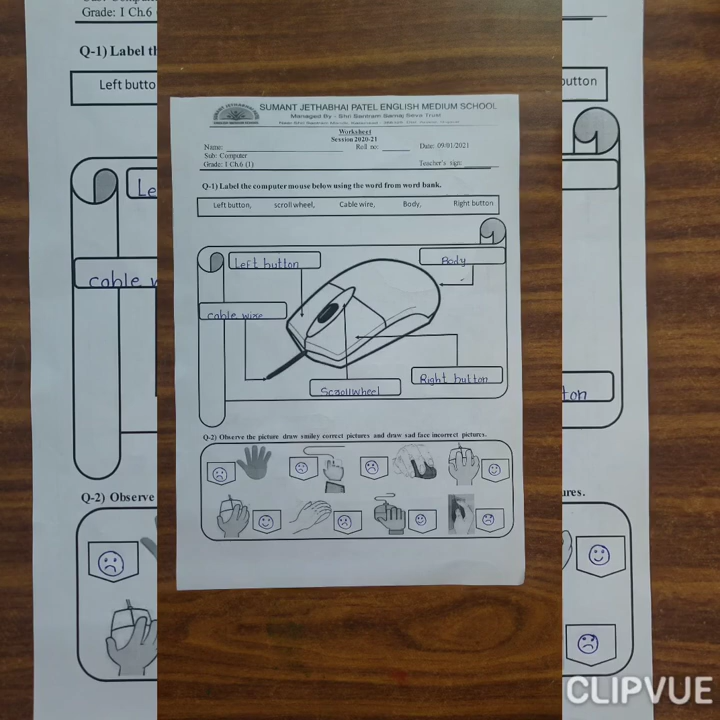 SUMANT JETHABHAI PATEL ENGLISH MEDIUM SCHOOL
Managed By - Shri Santram Samaj Seva Trust
Worksheet
Session 2020-21
Name: Roll no: Date: 09/01/2021
Sub: Computer
Grade: I Ch.6 (1) Teacher's sign:
Q-1) Label the computer mouse below using the word from word bank.
Left button, scroll wheel, Cable wire, Body, Right button
Left button
Body
cable wire
Right button
Scrollwheel
Q-2) Observe the picture draw smiley correct pictures and draw sad face incorrect pictures.
Grade: I Ch.6
Q-1) Label th
Left butto
Le
cable w
Q-2) Observe
button
ton
ures.
CLIPVUE